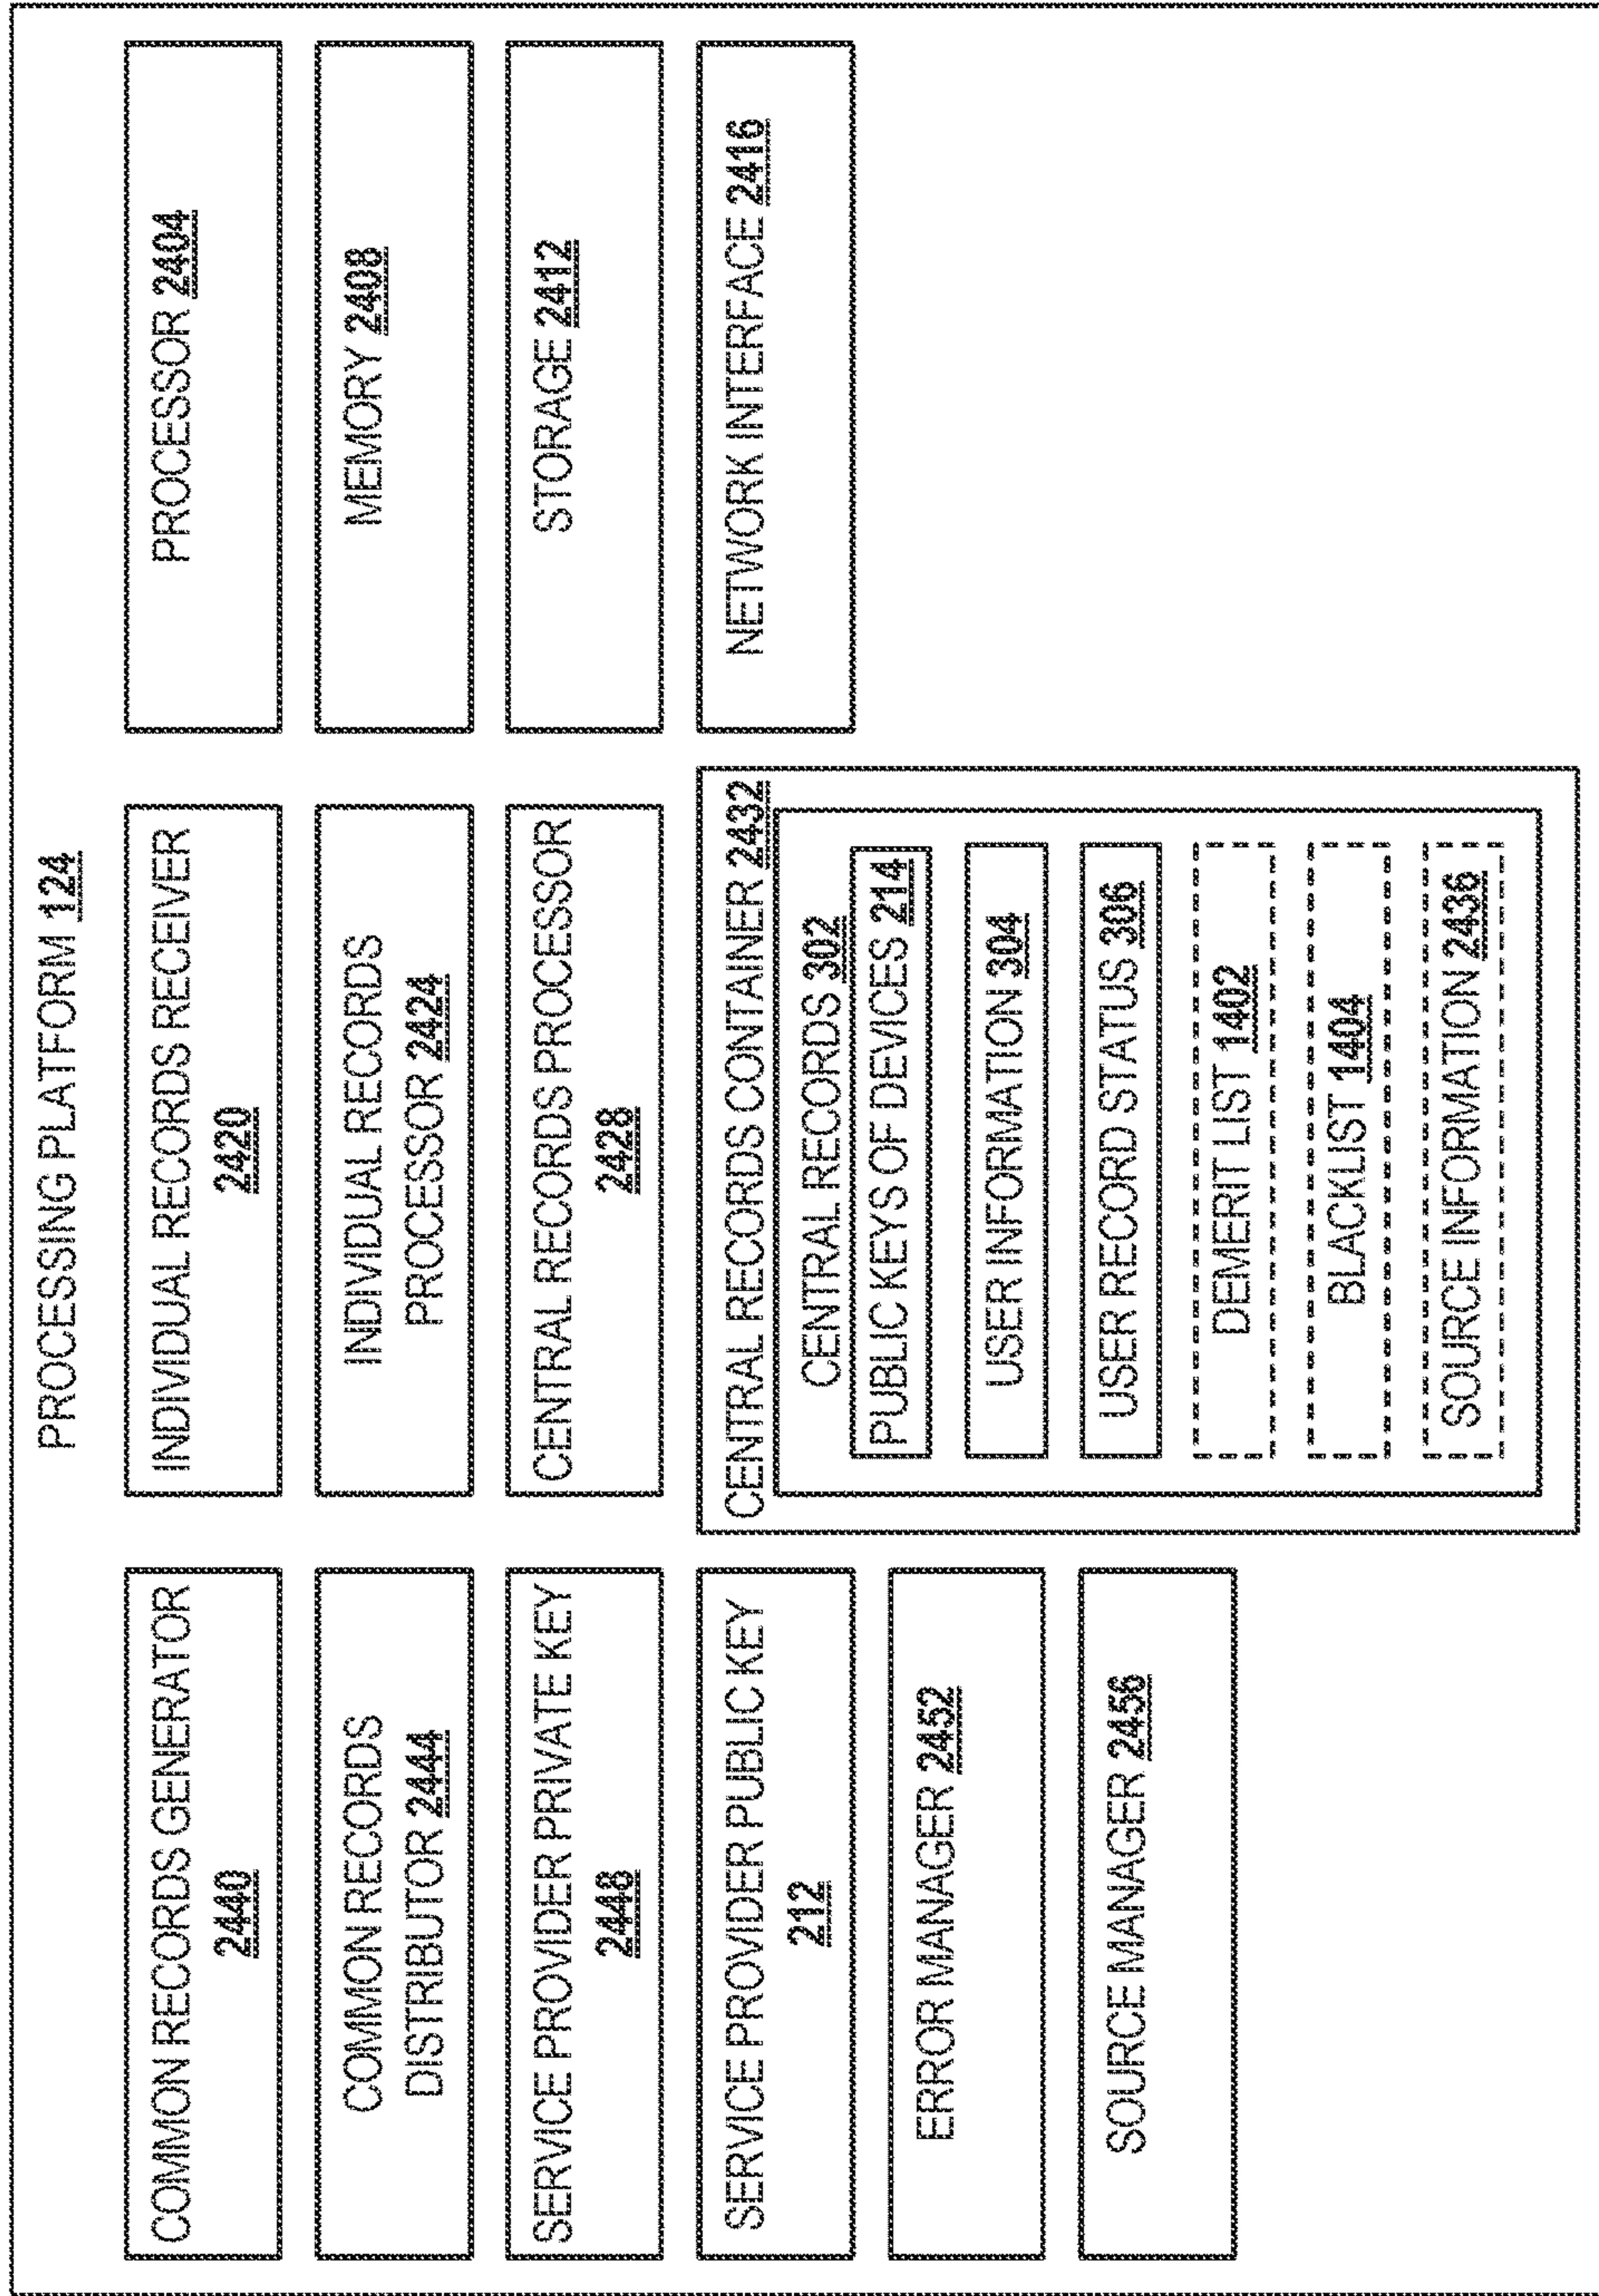 PROCESSING PLATFORM 124
COMMON RECORDS GENERATOR
2440
COMMON RECORDS
DISTRIBUTOR 2444
SERVICE PROVIDER PRIVATE KEY
2448
SERVICE PROVIDER PUBLIC KEY
212
ERROR MANAGER 2452
SOURCE MANAGER 2456
INDIVIDUAL RECORDS RECEIVER
2420
INDIVIDUAL RECORDS
PROCESSOR 2424
CENTRAL RECORDS PROCESSOR
2428
CENTRAL RECORDS CONTAINER 2432
CENTRAL RECORDS 302
PUBLIC KEYS OF DEVICES 214
USER INFORMATION 304
USER RECORD STATUS 306
DEMERIT LIST 1402
BLACKLIST 1404
SOURCE INFORMATION 2436
PROCESSOR 2404
MEMORY 2408
STORAGE 2412
NETWORK INTERFACE 2416